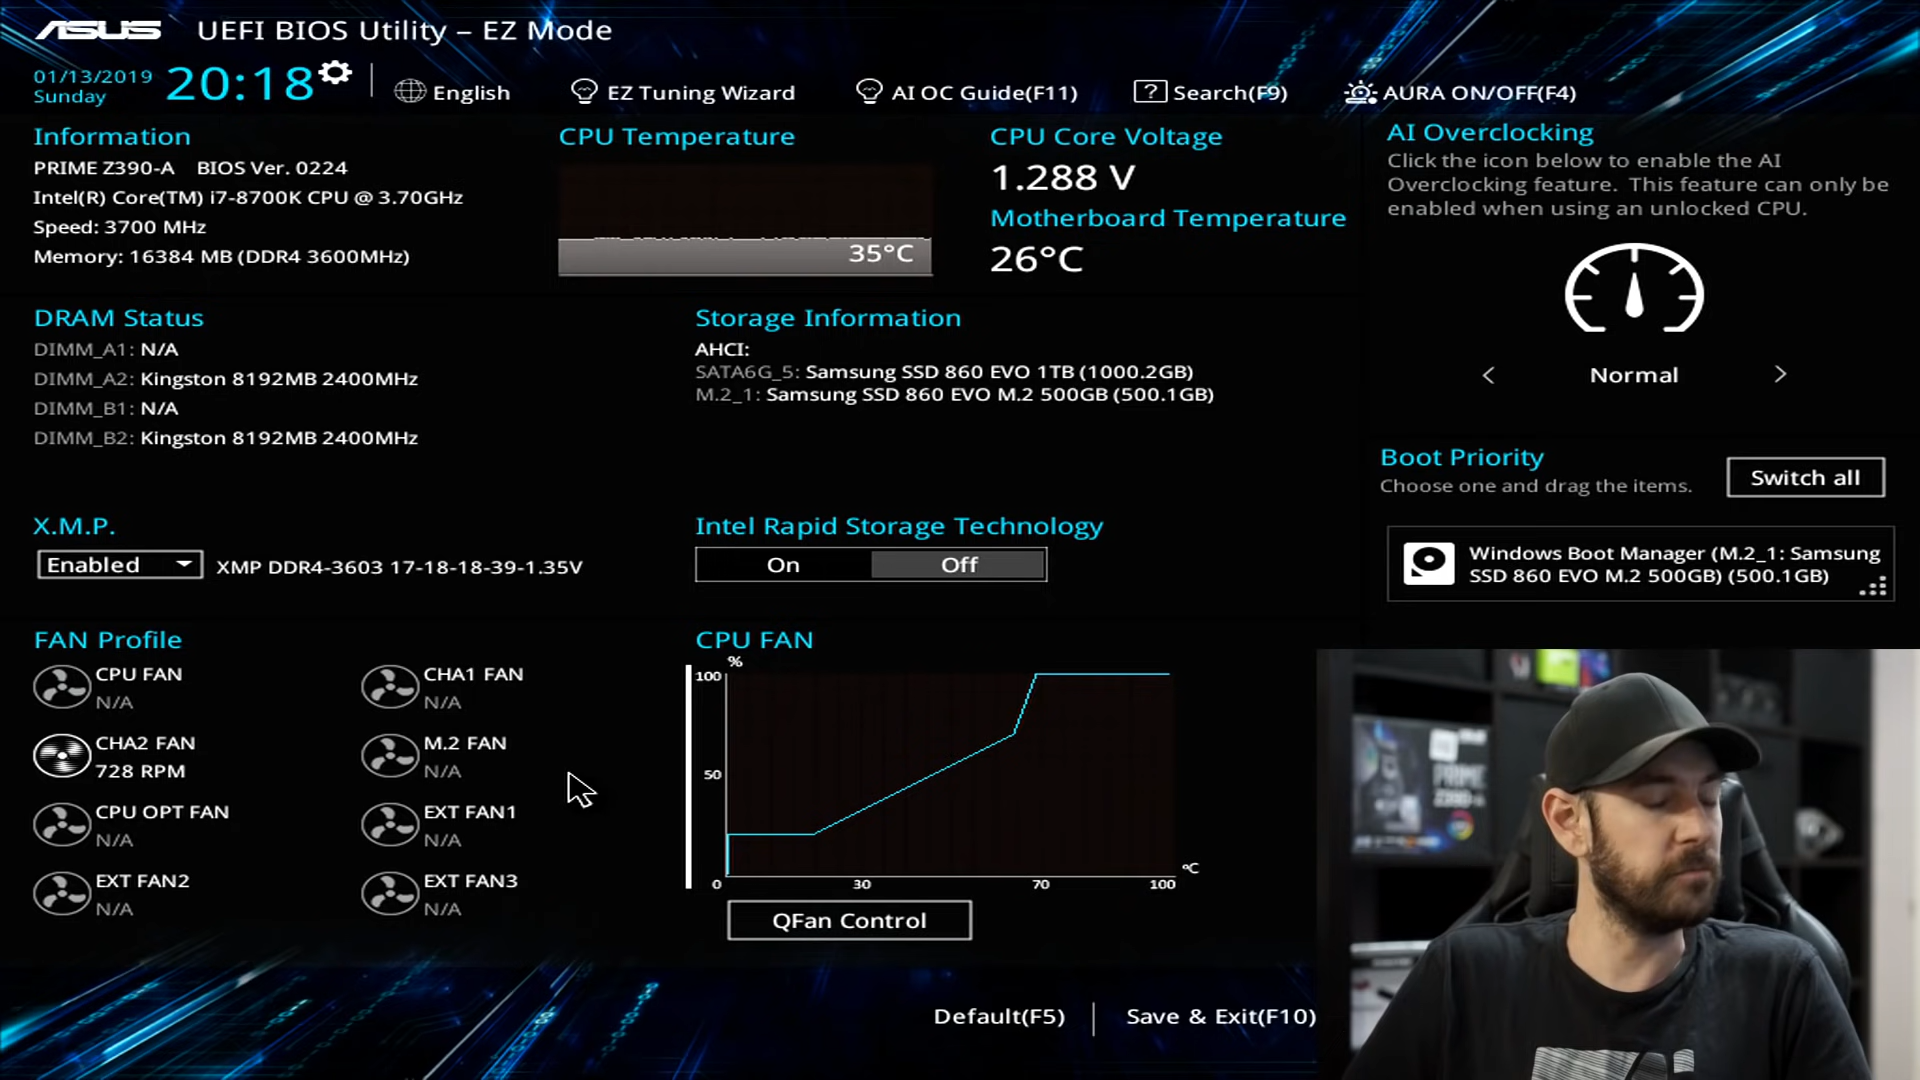 ASUS UEFI BIOS Utility – EZ Mode
01/13/2019
Sunday
20:18
English
EZ Tuning Wizard
AI OC Guide(F11)
? Search(F9)
AURA ON/OFF(F4)
Information
PRIME Z390-A BIOS Ver. 0224
Intel(R) Core(TM) i7-8700K CPU @ 3.70GHz
Speed: 3700 MHz
Memory: 16384 MB (DDR4 3600MHz)
CPU Temperature
35°C
CPU Core Voltage
1.288 V
Motherboard Temperature
26°C
AI Overclocking
Click the icon below to enable the AI
Overclocking feature. This feature can only be
enabled when using an unlocked CPU.
Normal
DRAM Status
DIMM_A1: N/A
DIMM_A2: Kingston 8192MB 2400MHz
DIMM_B1: N/A
DIMM_B2: Kingston 8192MB 2400MHz
Storage Information
AHCI:
SATA6G_5: Samsung SSD 860 EVO 1TB (1000.2GB)
M.2_1: Samsung SSD 860 EVO M.2 500GB (500.1GB)
Boot Priority
Choose one and drag the items.
Switch all
Windows Boot Manager (M.2_1: Samsung
SSD 860 EVO M.2 500GB) (500.1GB)
X.M.P.
Enabled
XMP DDR4-3603 17-18-18-39-1.35V
Intel Rapid Storage Technology
On
Off
FAN Profile
CPU FAN
N/A
CHA1 FAN
N/A
CHA2 FAN
728 RPM
M.2 FAN
N/A
CPU OPT FAN
N/A
EXT FAN1
N/A
EXT FAN2
N/A
EXT FAN3
N/A
CPU FAN
%
100
50
0
30
70
100
°C
QFan Control
Default(F5)
Save & Exit(F10)
PRIME
Z390-A